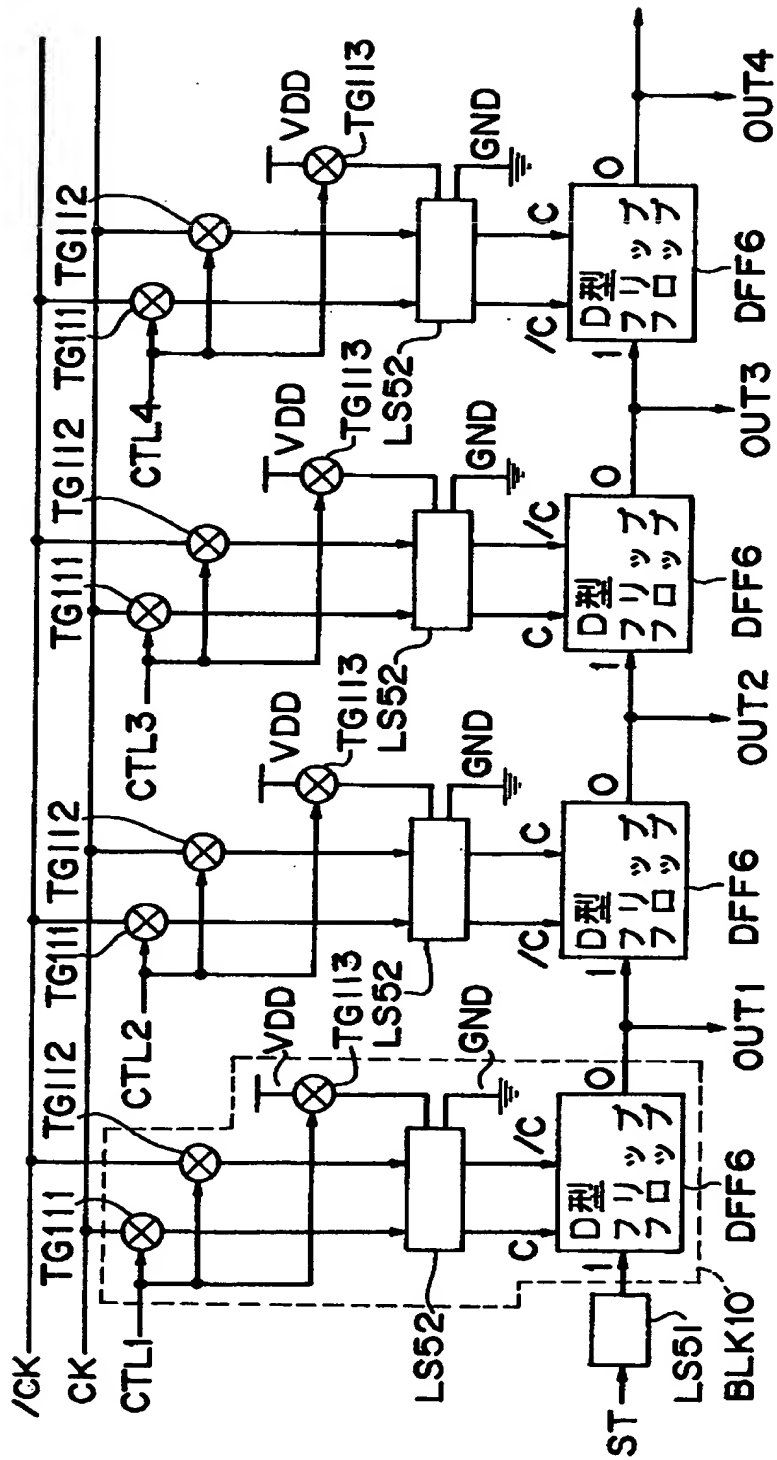 /CK
CK
TG111
TG112
CTL1
VDD
TG113
LS52
GND
C
/C
ST
LS51
1
D型
フリップ
フロップ
0
DFF6
BLK10
OUT1
TG111
TG112
CTL2
VDD
TG113
LS52
GND
/C
C
1
D型
フリップ
フロップ
0
DFF6
OUT2
TG111
TG112
CTL3
VDD
TG113
LS52
GND
C
/C
1
D型
フリップ
フロップ
0
DFF6
OUT3
TG111
TG112
CTL4
VDD
TG113
LS52
GND
/C
C
1
D型
フリップ
フロップ
0
DFF6
OUT4